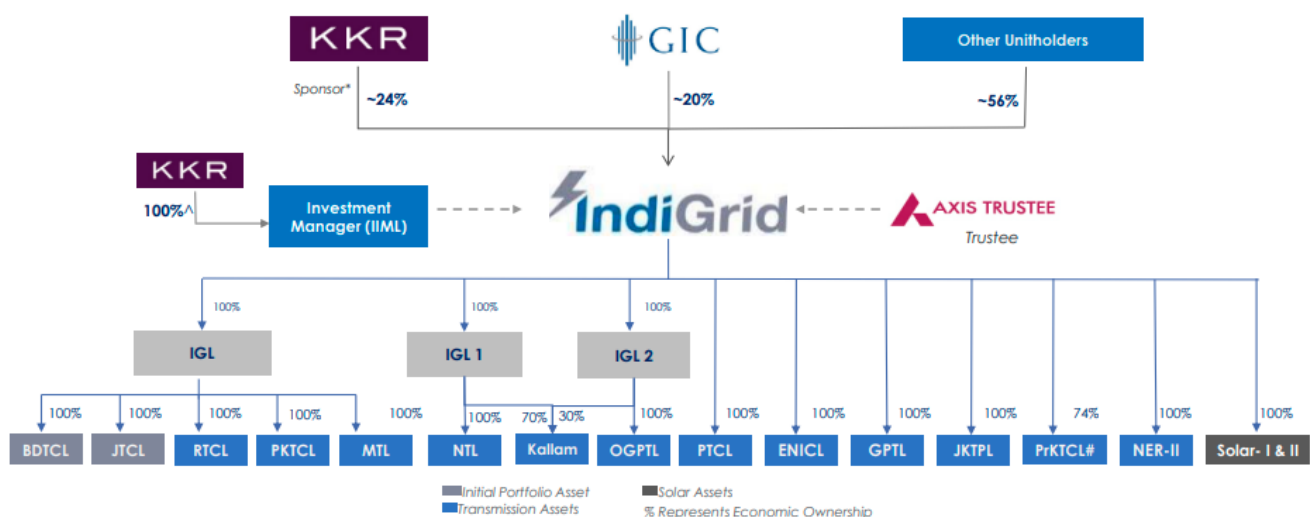 KKR
GIC
Other Unitholders
Sponsor*
~24%
~20%
~56%
KKR
100%^
Investment
Manager (IIML)
IndiGrid
AXIS TRUSTEE
Trustee
100%
100%
100%
IGL
IGL 1
IGL 2
100%
100%
100%
100%
100%
100%
70%
30%
100%
100%
100%
100%
100%
74%
100%
100%
BDTCL
JTCL
RTCL
PKTCL
MTL
NTL
Kallam
OGPTL
PTCL
ENICL
GPTL
JKTPL
PrKTCL#
NER-II
Solar- I & II
Initial Portfolio Asset
Solar Assets
Transmission Assets
% Represents Economic Ownership